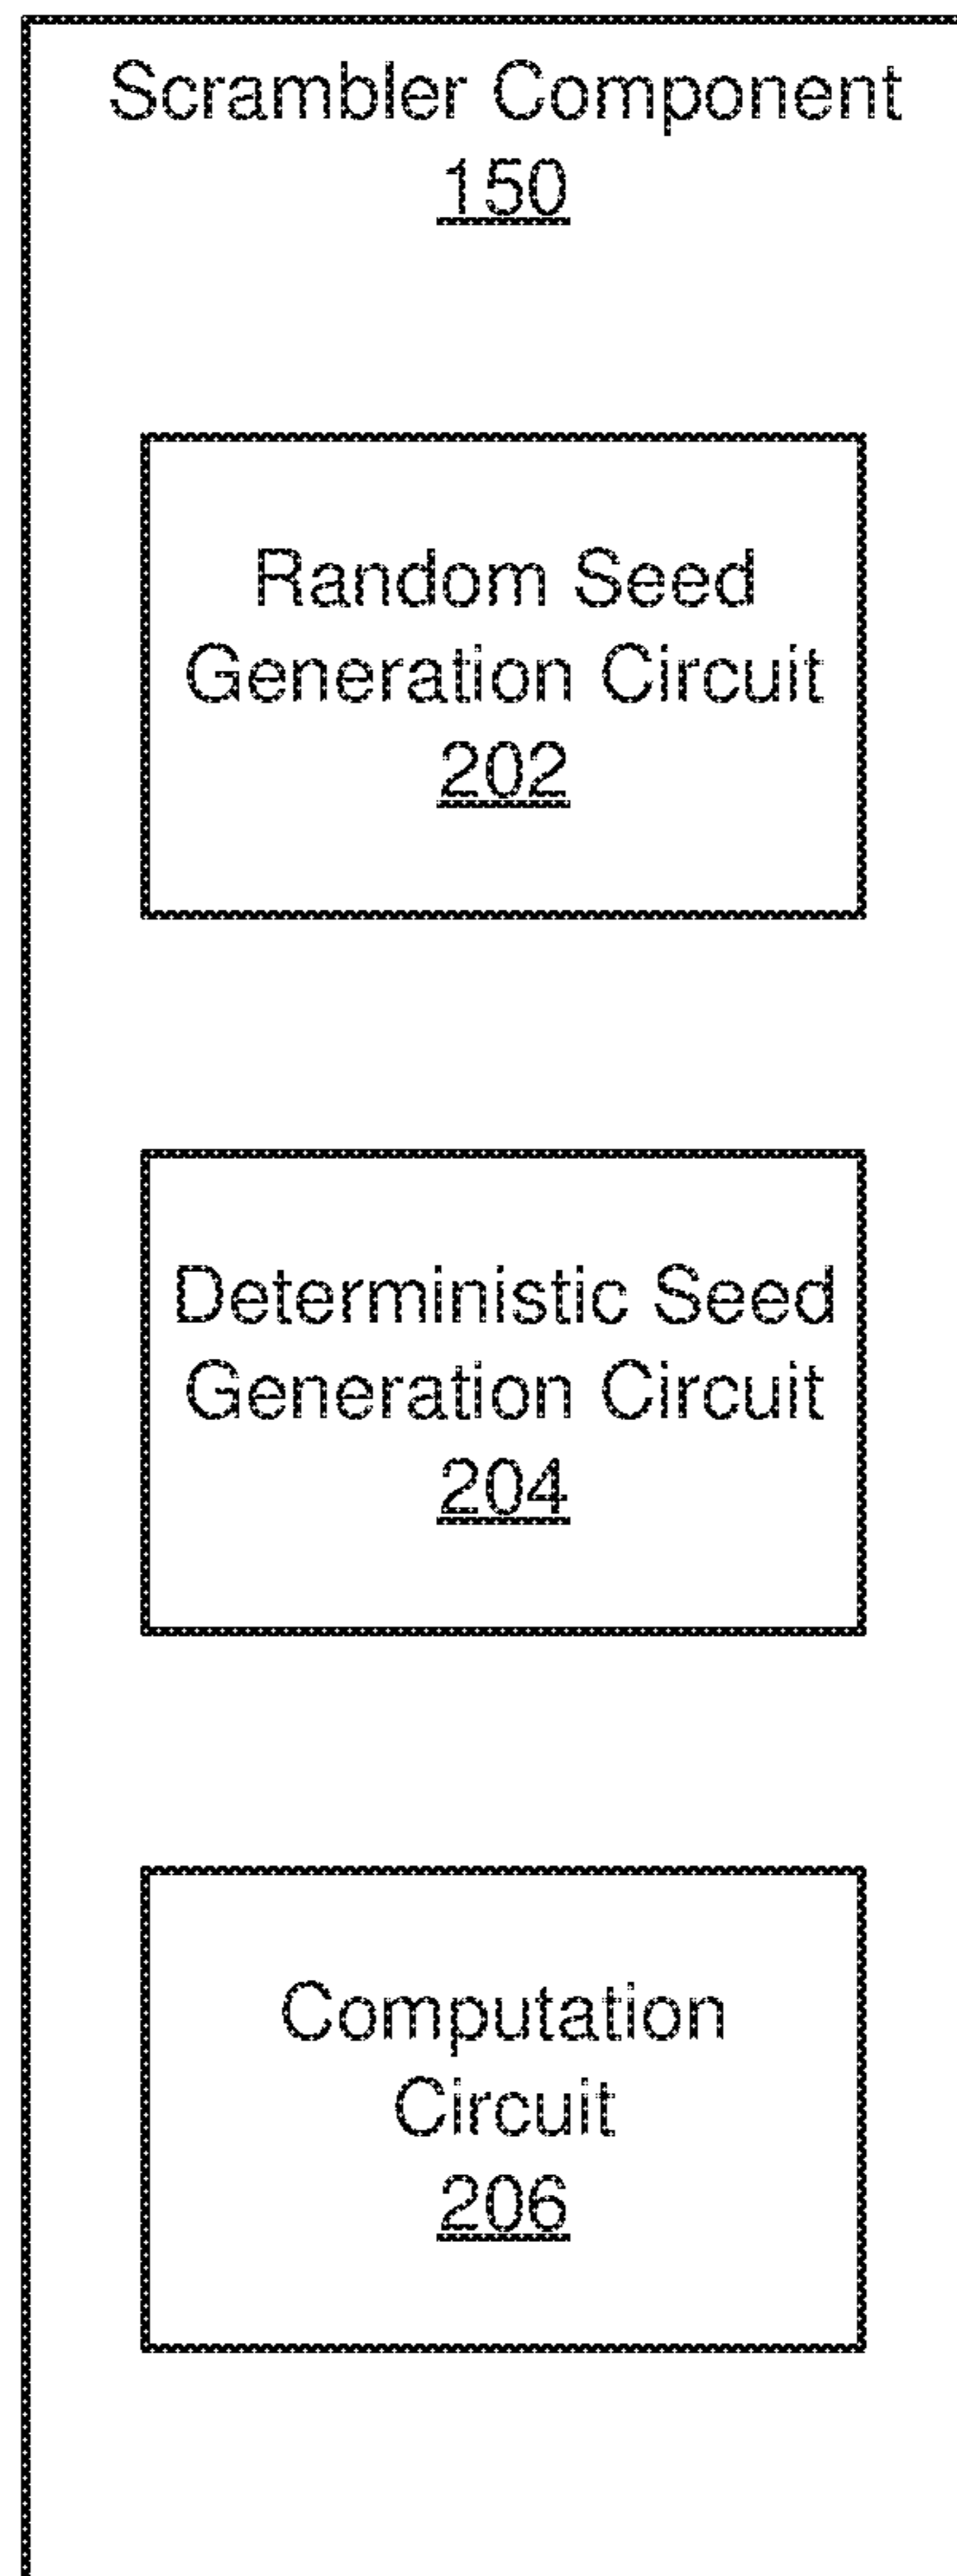 Scrambler Component
150
Random Seed
Generation Circuit
202
Deterministic Seed
Generation Circuit
204
Computation
Circuit
206